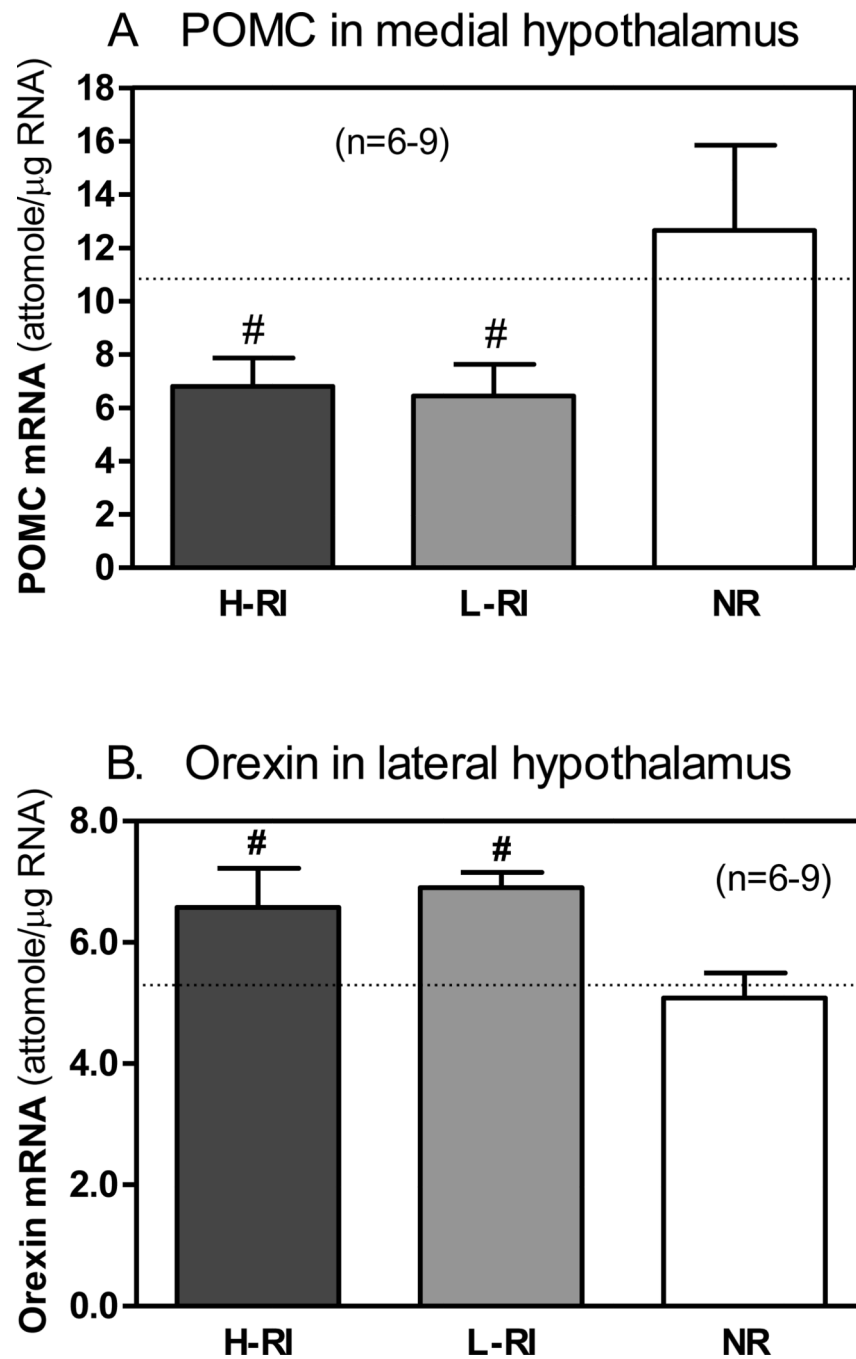 A POMC in medial hypothalamus
POMC mRNA (attomole/μg RNA)
18
16
14
12
10
8
6
4
2
0
(n=6-9)
#
#
H-RI L-RI NR
B. Orexin in lateral hypothalamus
Orexin mRNA (attomole/μg RNA)
8.0
6.0
4.0
2.0
0.0
#
#
(n=6-9)
H-RI L-RI NR